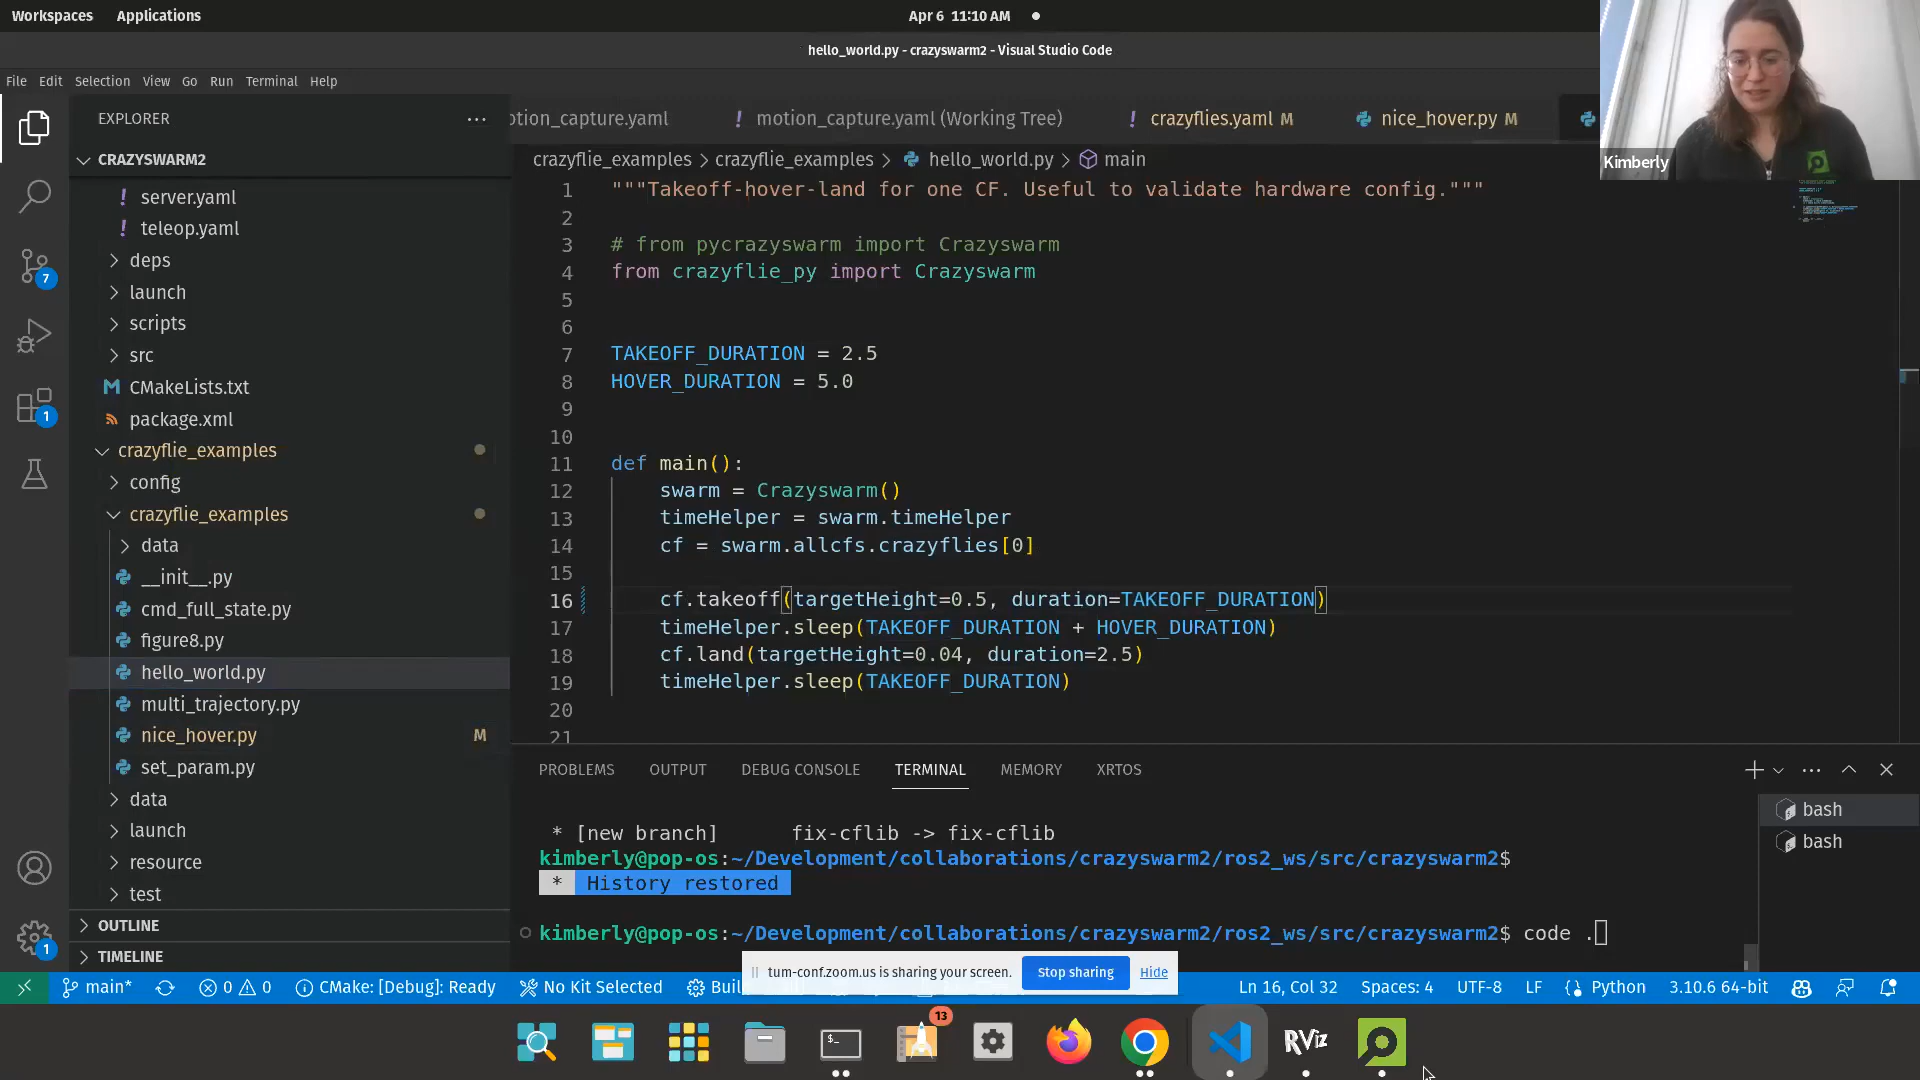 Workspaces Applications Apr 6 11:10 AM
hello_world.py - crazyswarm2 - Visual Studio Code
File Edit Selection View Go Run Terminal Help
EXPLORER
CRAZYSWARM2
server.yaml
teleop.yaml
deps
launch
scripts
src
CMakeLists.txt
package.xml
crazyflie_examples
config
crazyflie_examples
data
__init__.py
cmd_full_state.py
figure8.py
hello_world.py
multi_trajectory.py
nice_hover.py M
set_param.py
data
launch
resource
test
OUTLINE
TIMELINE
7
1
1
otion_capture.yaml ! motion_capture.yaml (Working Tree) ! crazyflies.yaml M nice_hover.py M
crazyflie_examples > crazyflie_examples > hello_world.py > main
1 """Takeoff-hover-land for one CF. Useful to validate hardware config."""
2
3 # from pycrazyswarm import Crazyswarm
4 from crazyflie_py import Crazyswarm
5
6
7 TAKEOFF_DURATION = 2.5
8 HOVER_DURATION = 5.0
9
10
11 def main():
12 swarm = Crazyswarm()
13 timeHelper = swarm.timeHelper
14 cf = swarm.allcfs.crazyflies[0]
15
16 cf.takeoff(targetHeight=0.5, duration=TAKEOFF_DURATION)
17 timeHelper.sleep(TAKEOFF_DURATION + HOVER_DURATION)
18 cf.land(targetHeight=0.04, duration=2.5)
19 timeHelper.sleep(TAKEOFF_DURATION)
20
21
Kimberly
PROBLEMS OUTPUT DEBUG CONSOLE TERMINAL MEMORY XRTOS
* [new branch] fix-cflib -> fix-cflib
kimberly@pop-os:~/Development/collaborations/crazyswarm2/ros2_ws/src/crazyswarm2$
* History restored
kimberly@pop-os:~/Development/collaborations/crazyswarm2/ros2_ws/src/crazyswarm2$ code .
bash
bash
tum-conf.zoom.us is sharing your screen. Stop sharing Hide
main* 0 0 CMake: [Debug]: Ready No Kit Selected Ln 16, Col 32 Spaces: 4 UTF-8 LF Python 3.10.6 64-bit
13
RViz